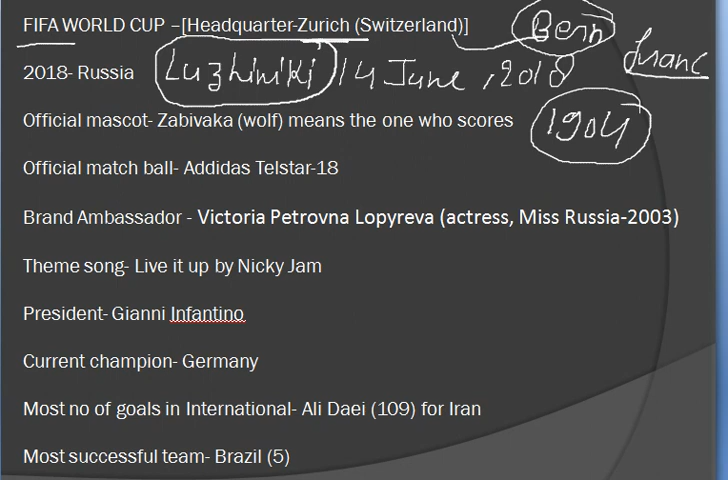 FIFA WORLD CUP –[Headquarter-Zurich (Switzerland)] Bern
2018- Russia Luzhiniki 14 June, 2018 franc
Official mascot- Zabivaka (wolf) means the one who scores 1904
Official match ball- Addidas Telstar-18
Brand Ambassador - Victoria Petrovna Lopyreva (actress, Miss Russia-2003)
Theme song- Live it up by Nicky Jam
President- Gianni Infantino
Current champion- Germany
Most no of goals in International- Ali Daei (109) for Iran
Most successful team- Brazil (5)